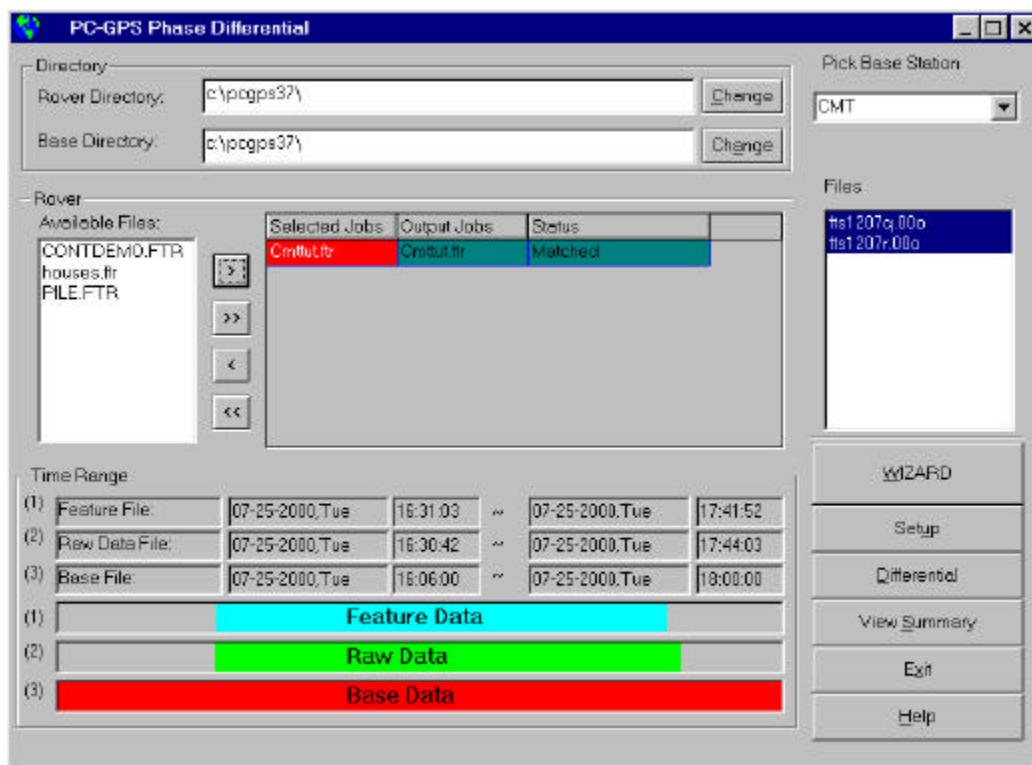 PC-GPS Phase Differential
Directory
Rover Directory: c:\pcgps37\ Change
Base Directory: c:\pcgps37\ Change
Pick Base Station
CMT
Rover
Available Files:
CONTDEMO.FTR
houses.ftr
PILE.FTR
>
>>
<
<<
Selected Jobs Output Jobs Status
Cmttut.ftr Cmttut.ftr Matched
Files
tts1207q.00o
tts1207r.00o
Time Range
(1) Feature File: 07-25-2000,Tue 16:31:03 ~ 07-25-2000,Tue 17:41:52
(2) Raw Data File: 07-25-2000,Tue 16:30:42 ~ 07-25-2000,Tue 17:44:03
(3) Base File: 07-25-2000,Tue 16:06:00 ~ 07-25-2000,Tue 18:00:00
(1) Feature Data
(2) Raw Data
(3) Base Data
WIZARD
Setup
Differential
View Summary
Exit
Help